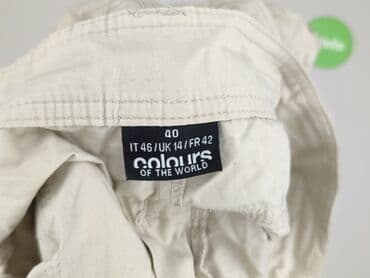 40
IT 46/UK 14/FR 42
colours
OF THE WORLD